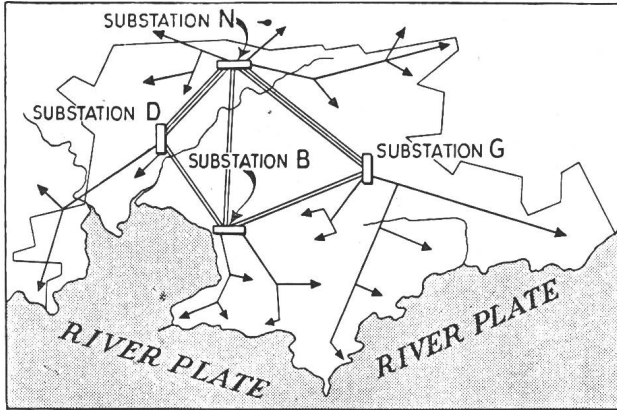 SUBSTATION N
SUBSTATION D
SUBSTATION B
SUBSTATION G
RIVER PLATE
RIVER PLATE